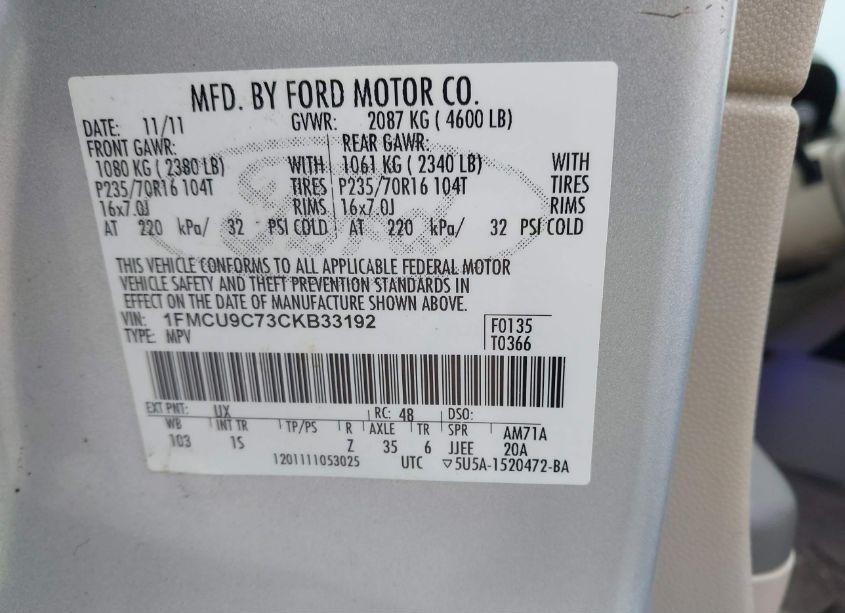 MFD. BY FORD MOTOR CO.
DATE: 11/11 GVWR: 2087 KG ( 4600 LB)
FRONT GAWR: REAR GAWR:
1080 KG ( 2380 LB) WITH 1061 KG ( 2340 LB) WITH
P235/70R16 104T TIRES P235/70R16 104T TIRES
16x7.0J RIMS 16x7.0J RIMS
AT 220 kPa/ 32 PSI COLD AT 220 kPa/ 32 PSI COLD
THIS VEHICLE CONFORMS TO ALL APPLICABLE FEDERAL MOTOR
VEHICLE SAFETY AND THEFT PREVENTION STANDARDS IN
EFFECT ON THE DATE OF MANUFACTURE SHOWN ABOVE.
VIN: 1FMCU9C73CKB33192 F0135
TYPE: MPV T0366
EXT PNT: UX RC: 48 DSO:
WB INT TR TP/PS R AXLE TR SPR AM71A
103 1S Z 35 6 JJEE 20A
1201111053025 UTC ▽5U5A-1520472-BA